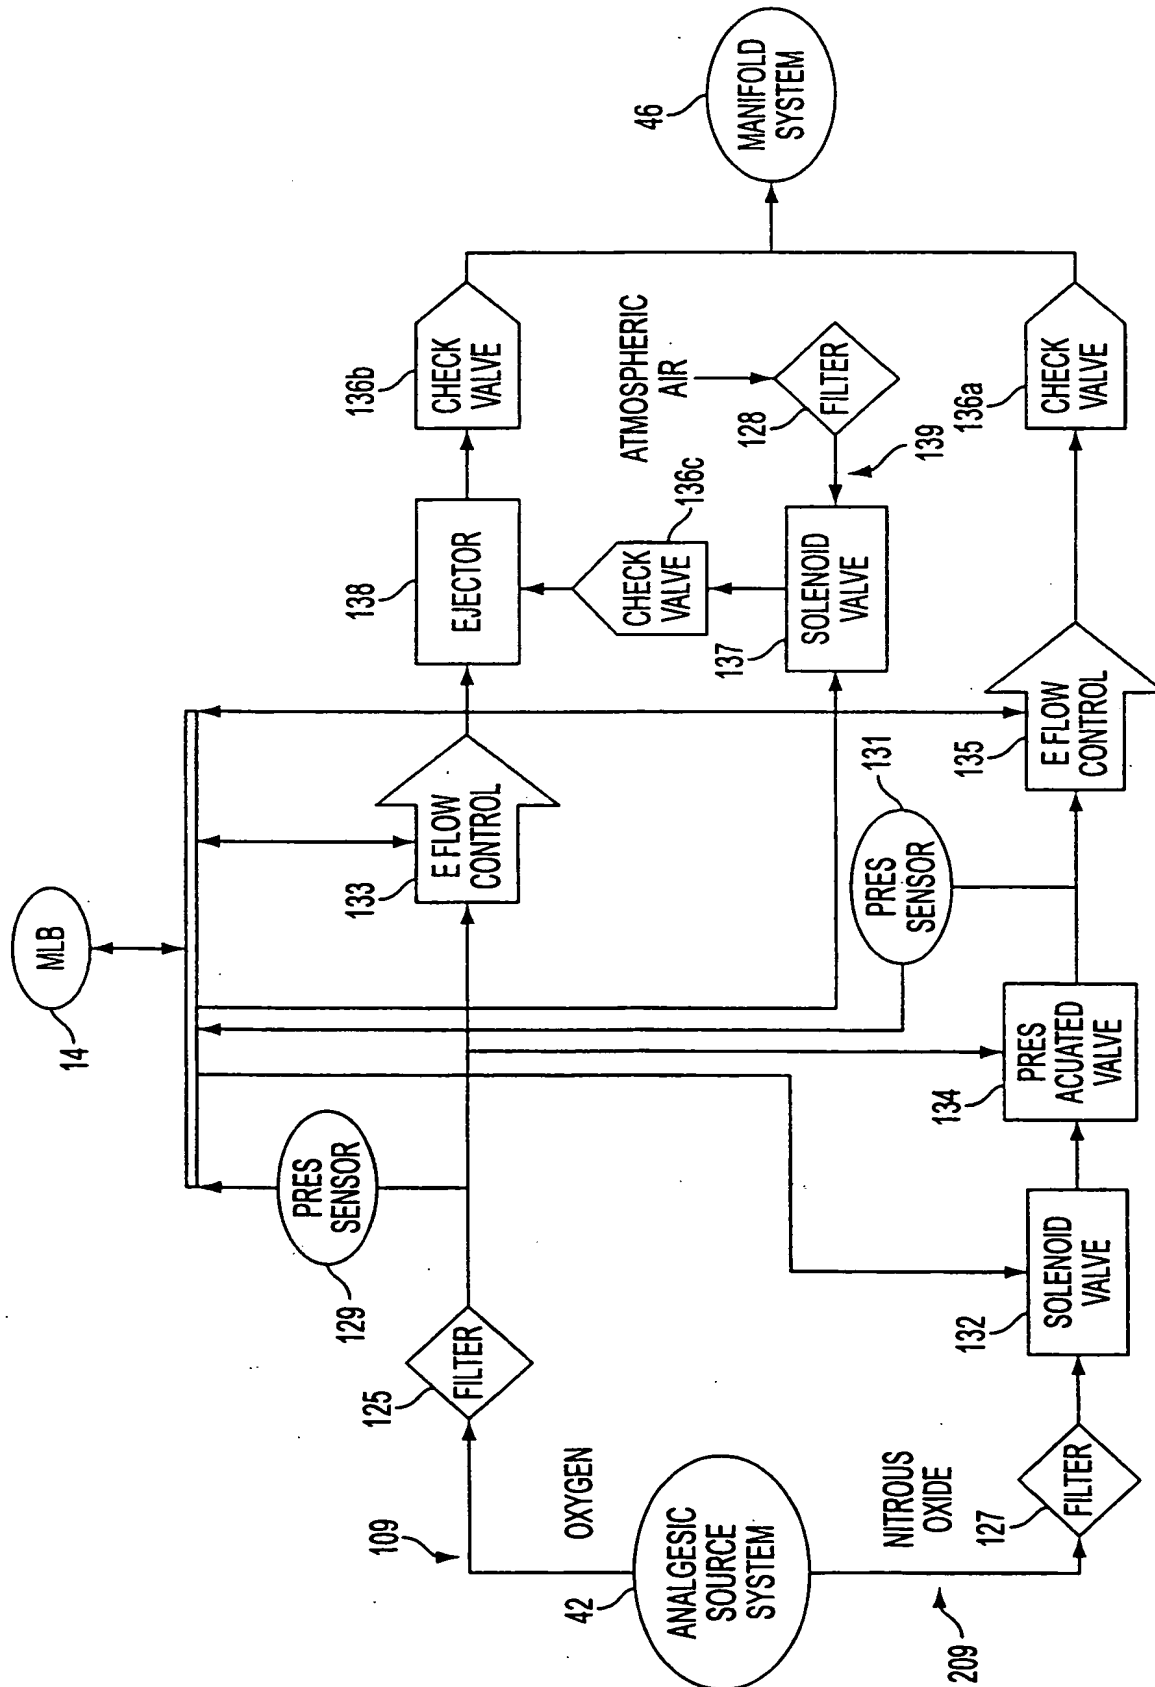 MLB
14
46
MANIFOLD
SYSTEM
136b
CHECK
VALVE
ATMOSPHERIC
AIR
128
FILTER
139
136a
CHECK
VALVE
138
EJECTOR
136c
CHECK
VALVE
137
SOLENOID
VALVE
133
E FLOW
CONTROL
135
E FLOW
CONTROL
131
PRES
SENSOR
134
PRES
ACUATED
VALVE
129
PRES
SENSOR
132
SOLENOID
VALVE
125
FILTER
127
FILTER
109
OXYGEN
42
ANALGESIC
SOURCE
SYSTEM
NITROUS
OXIDE
209